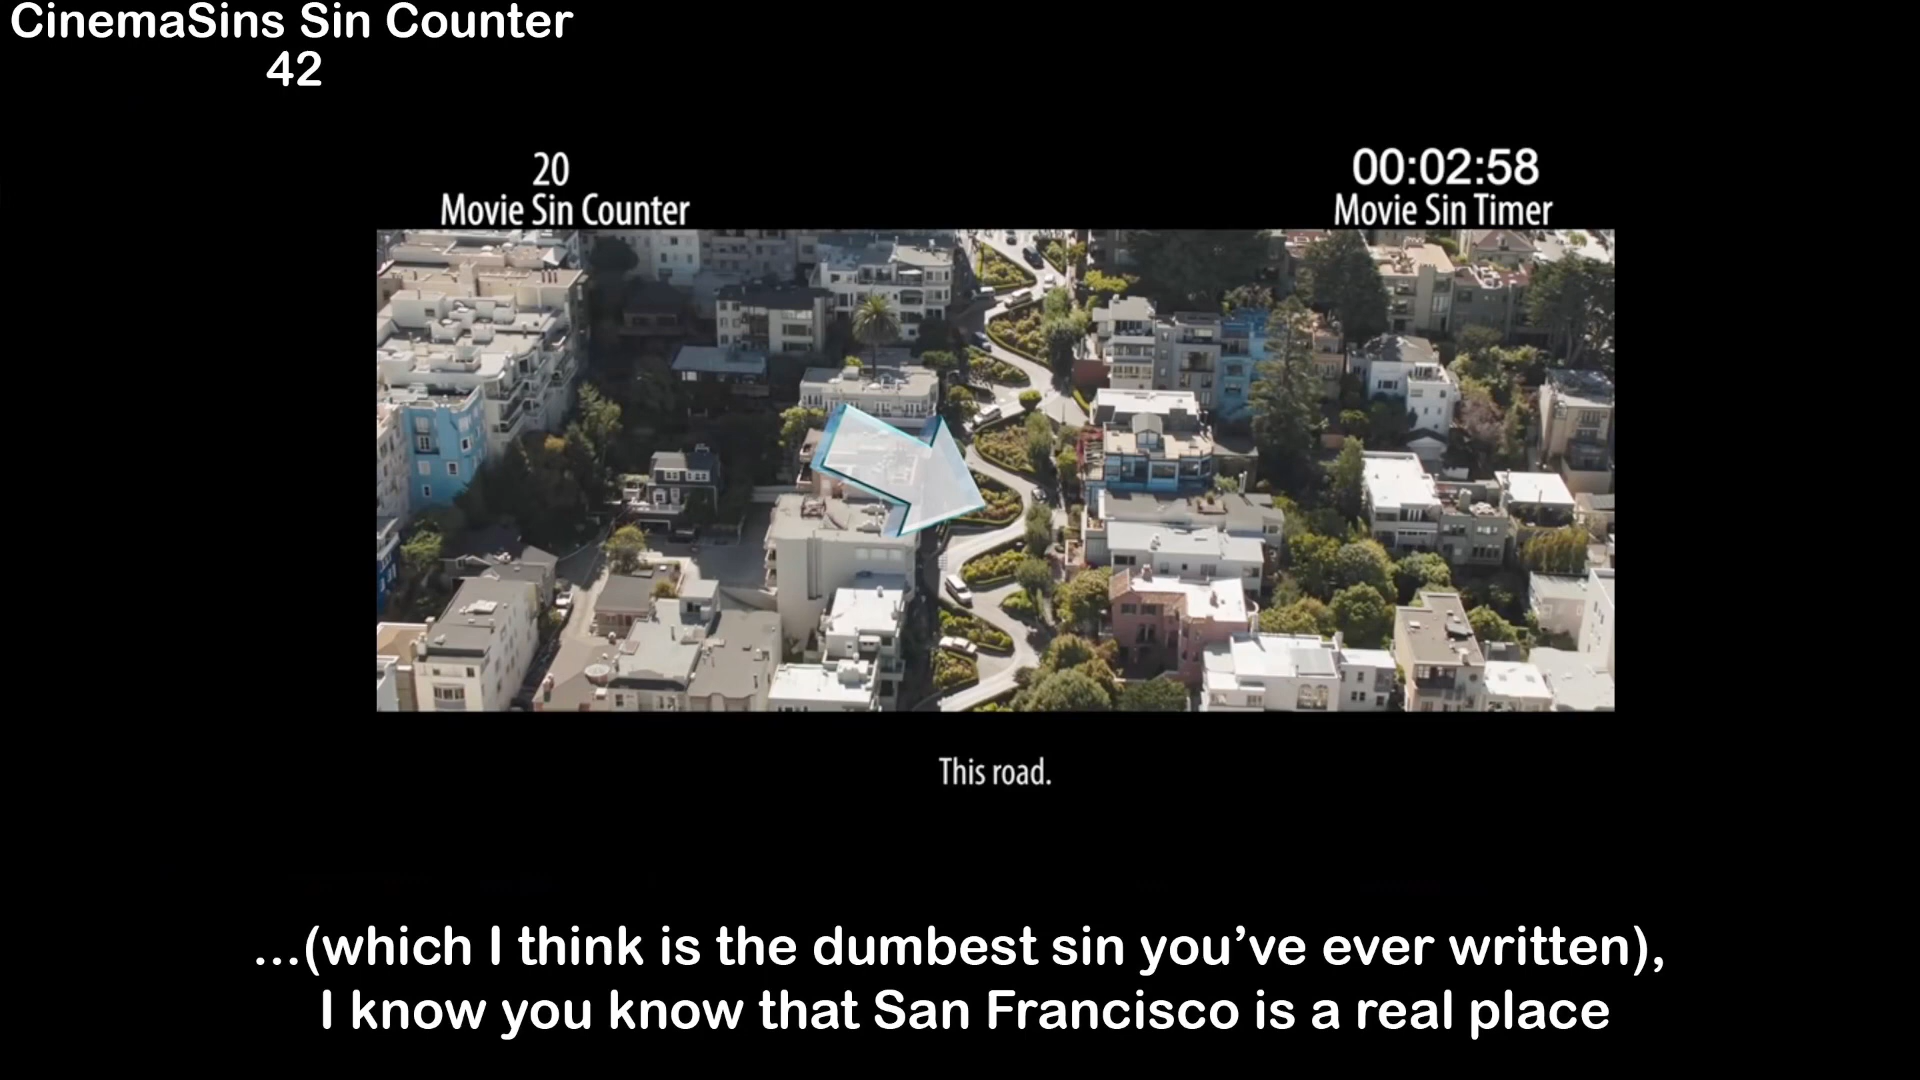 CinemaSins Sin Counter
42
20
Movie Sin Counter
00:02:58
Movie Sin Timer
This road.
...(which I think is the dumbest sin you’ve ever written),
I know you know that San Francisco is a real place